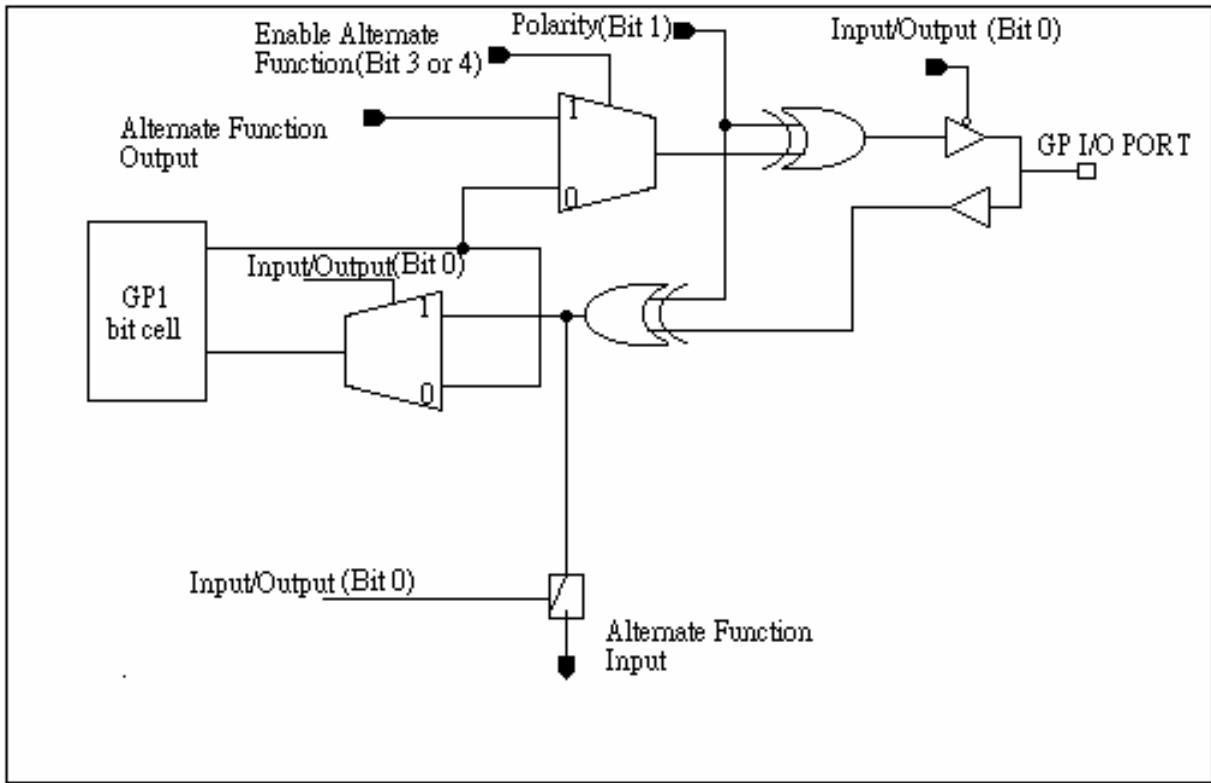 Polarity(Bit 1)
Input/Output (Bit 0)
Enable Alternate
Function(Bit 3 or 4)
1
Alternate Function
Output
GP I/O PORT
0
Input/Output(Bit 0)
GP1
bit cell
1
0
Input/Output (Bit 0)
Alternate Function
Input